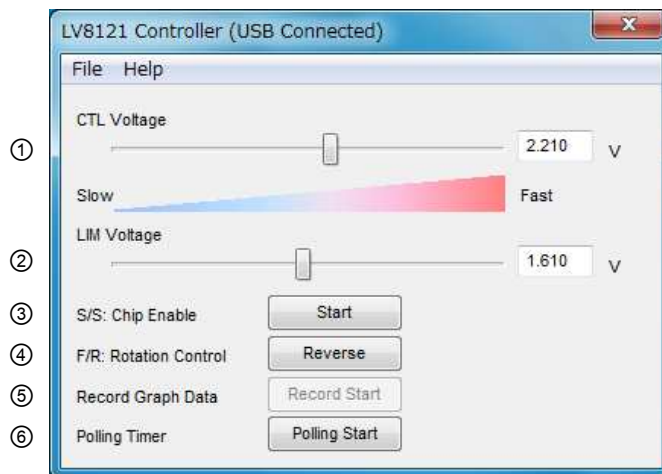 LV8121 Controller (USB Connected)
File Help
CTL Voltage
① 2.210 V
Slow Fast
LIM Voltage
② 1.610 V
③ S/S: Chip Enable Start
④ F/R: Rotation Control Reverse
⑤ Record Graph Data Record Start
⑥ Polling Timer Polling Start